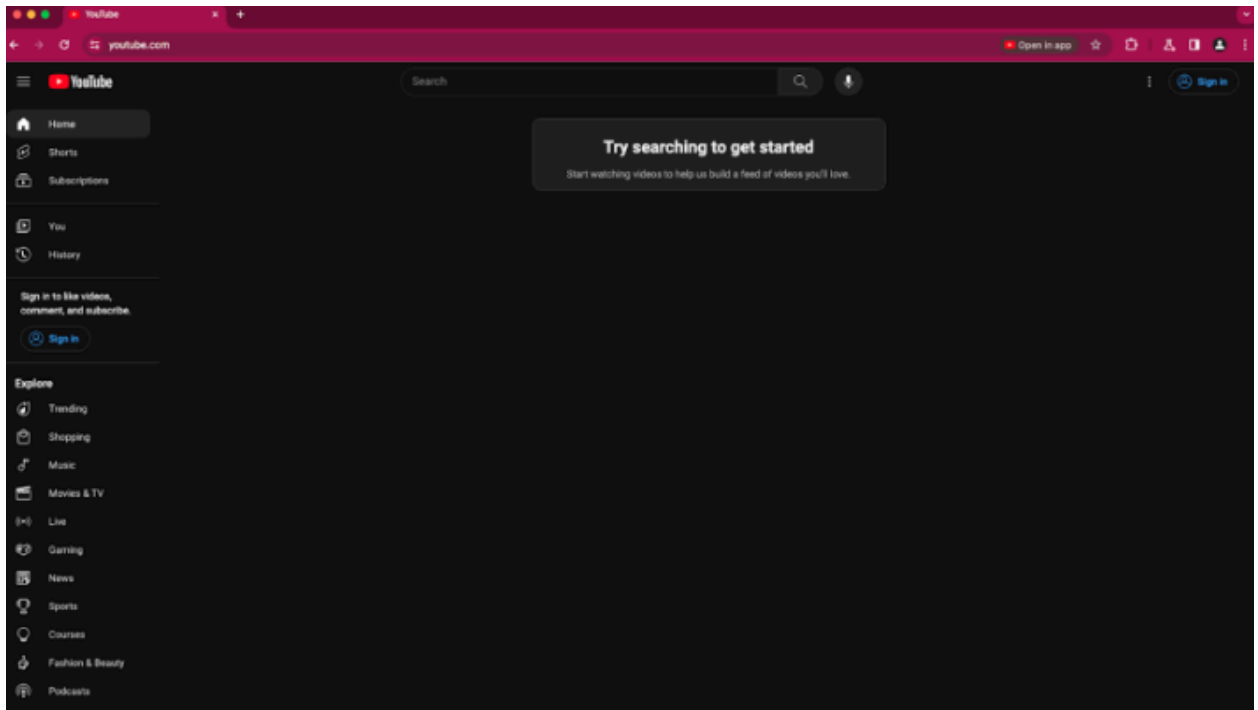 YouTube
youtube.com
Open in app
YouTube
Search
Sign in
Home
Shorts
Subscriptions
You
History
Sign in to like videos,
comment, and subscribe.
Sign in
Explore
Trending
Shopping
Music
Movies & TV
Live
Gaming
News
Sports
Courses
Fashion & Beauty
Podcasts
Try searching to get started
Start watching videos to help us build a feed of videos you'll love.